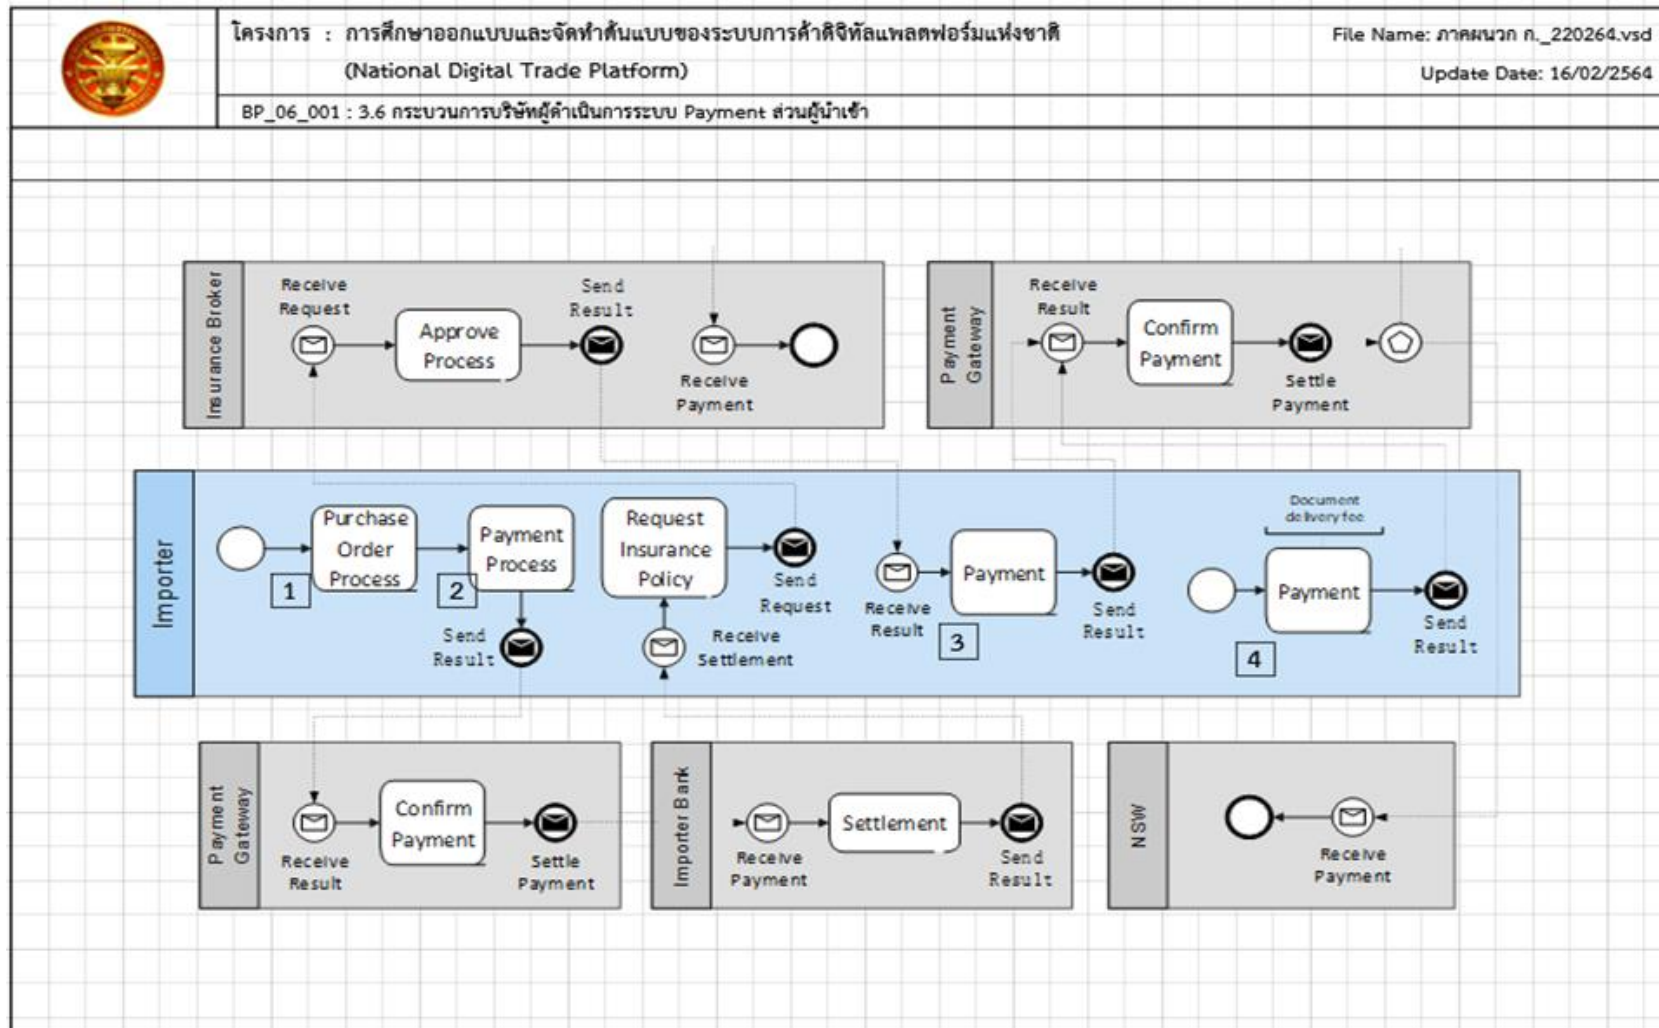 โครงการ : การศึกษาออกแบบและจัดทำต้นแบบของระบบการค้าดิจิทัลแพลตฟอร์มแห่งชาติ
(National Digital Trade Platform)
File Name: ภาคผนวก ก._220264.vsd
Update Date: 16/02/2564
BP_06_001 : 3.6 กระบวนการบริษัทผู้ดำเนินการระบบ Payment ส่วนผู้นำเข้า
Insurance Broker
Receive
Request
Approve
Process
Send
Result
Receive
Payment
Payment
Gateway
Receive
Result
Confirm
Payment
Settle
Payment
Importer
Purchase
Order
Process
1
Payment
Process
2
Send
Result
Request
Insurance
Policy
Receive
Settlement
Send
Request
Receive
Result
Payment
3
Send
Result
Document
delivery fee
Payment
4
Send
Result
Payment
Gateway
Receive
Result
Confirm
Payment
Settle
Payment
Importer Bank
Receive
Payment
Settlement
Send
Result
NSW
Receive
Payment